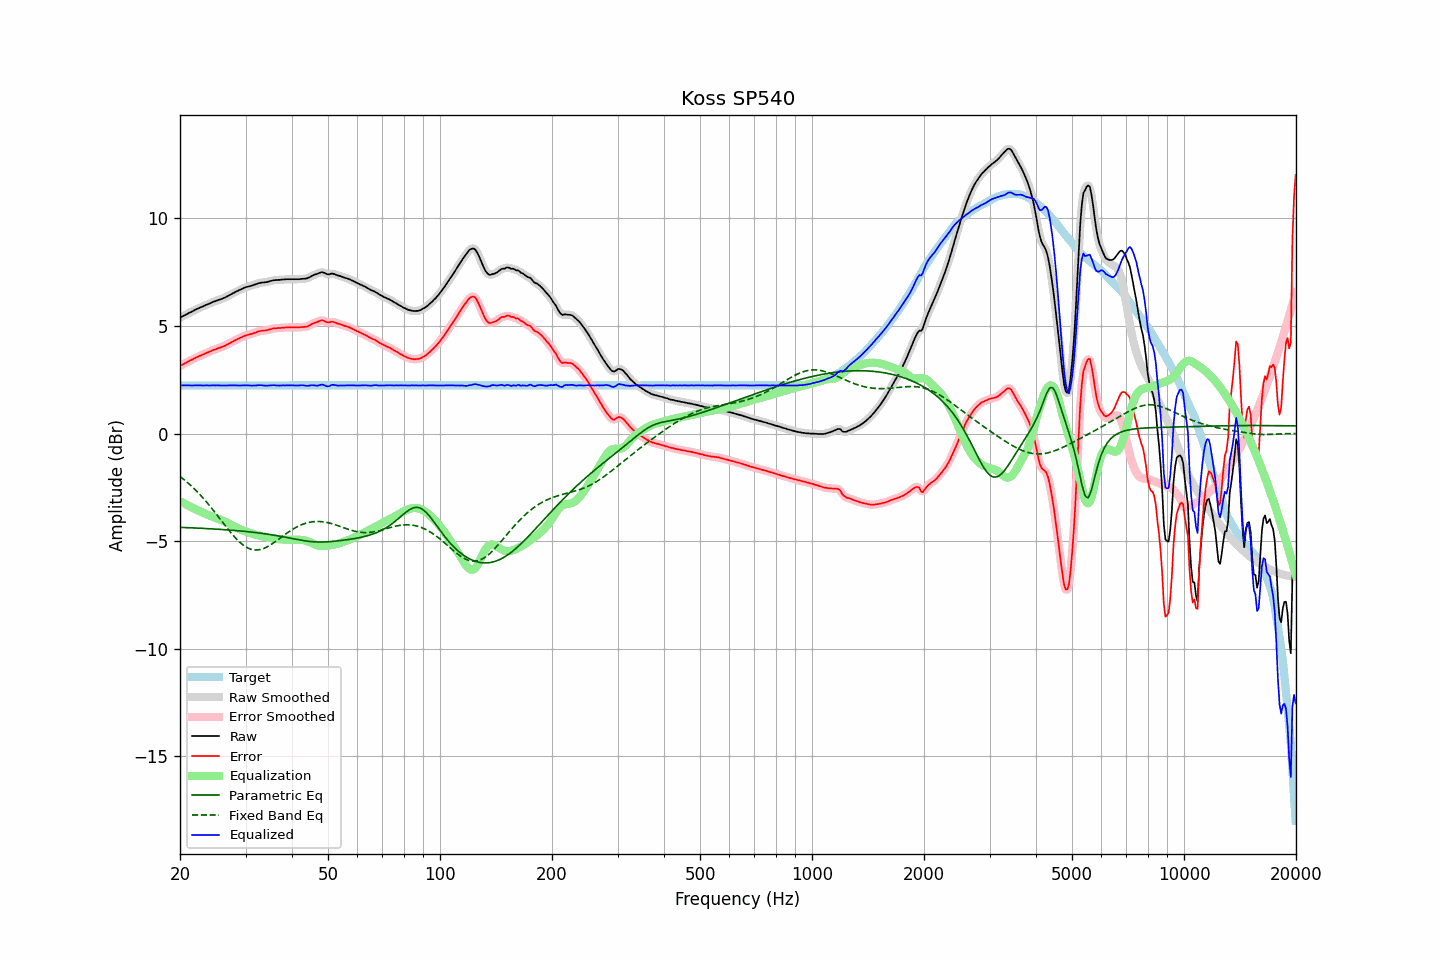 Koss SP540
Amplitude (dBr)
10
5
0
−5
−10
−15
Target
Raw Smoothed
Error Smoothed
Raw
Error
Equalization
Parametric Eq
Fixed Band Eq
Equalized
20 50 100 200 500 1000 2000 5000 10000 20000
Frequency (Hz)